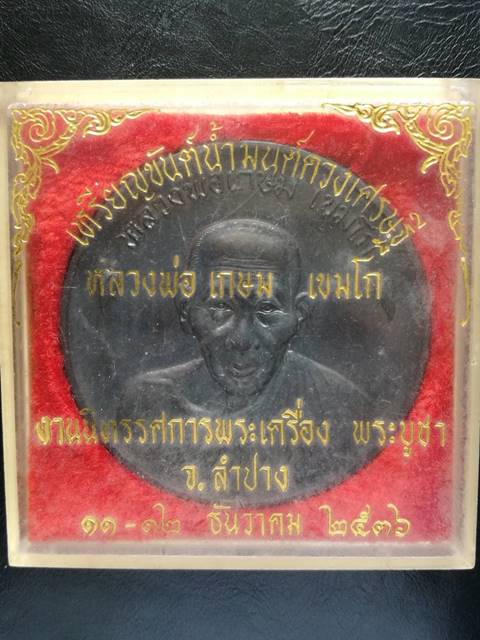 เหรียญขันต์น้ำมนต์ดวงเศรษฐี
หลวงพ่อเกษม เขมโก
หลวงพ่อ เกษม เขมโก
งานนิทรรศการพระเครื่อง พระบูชา
จ. ลำปาง
๑๑-๑๒ ธันวาคม ๒๕๓๖